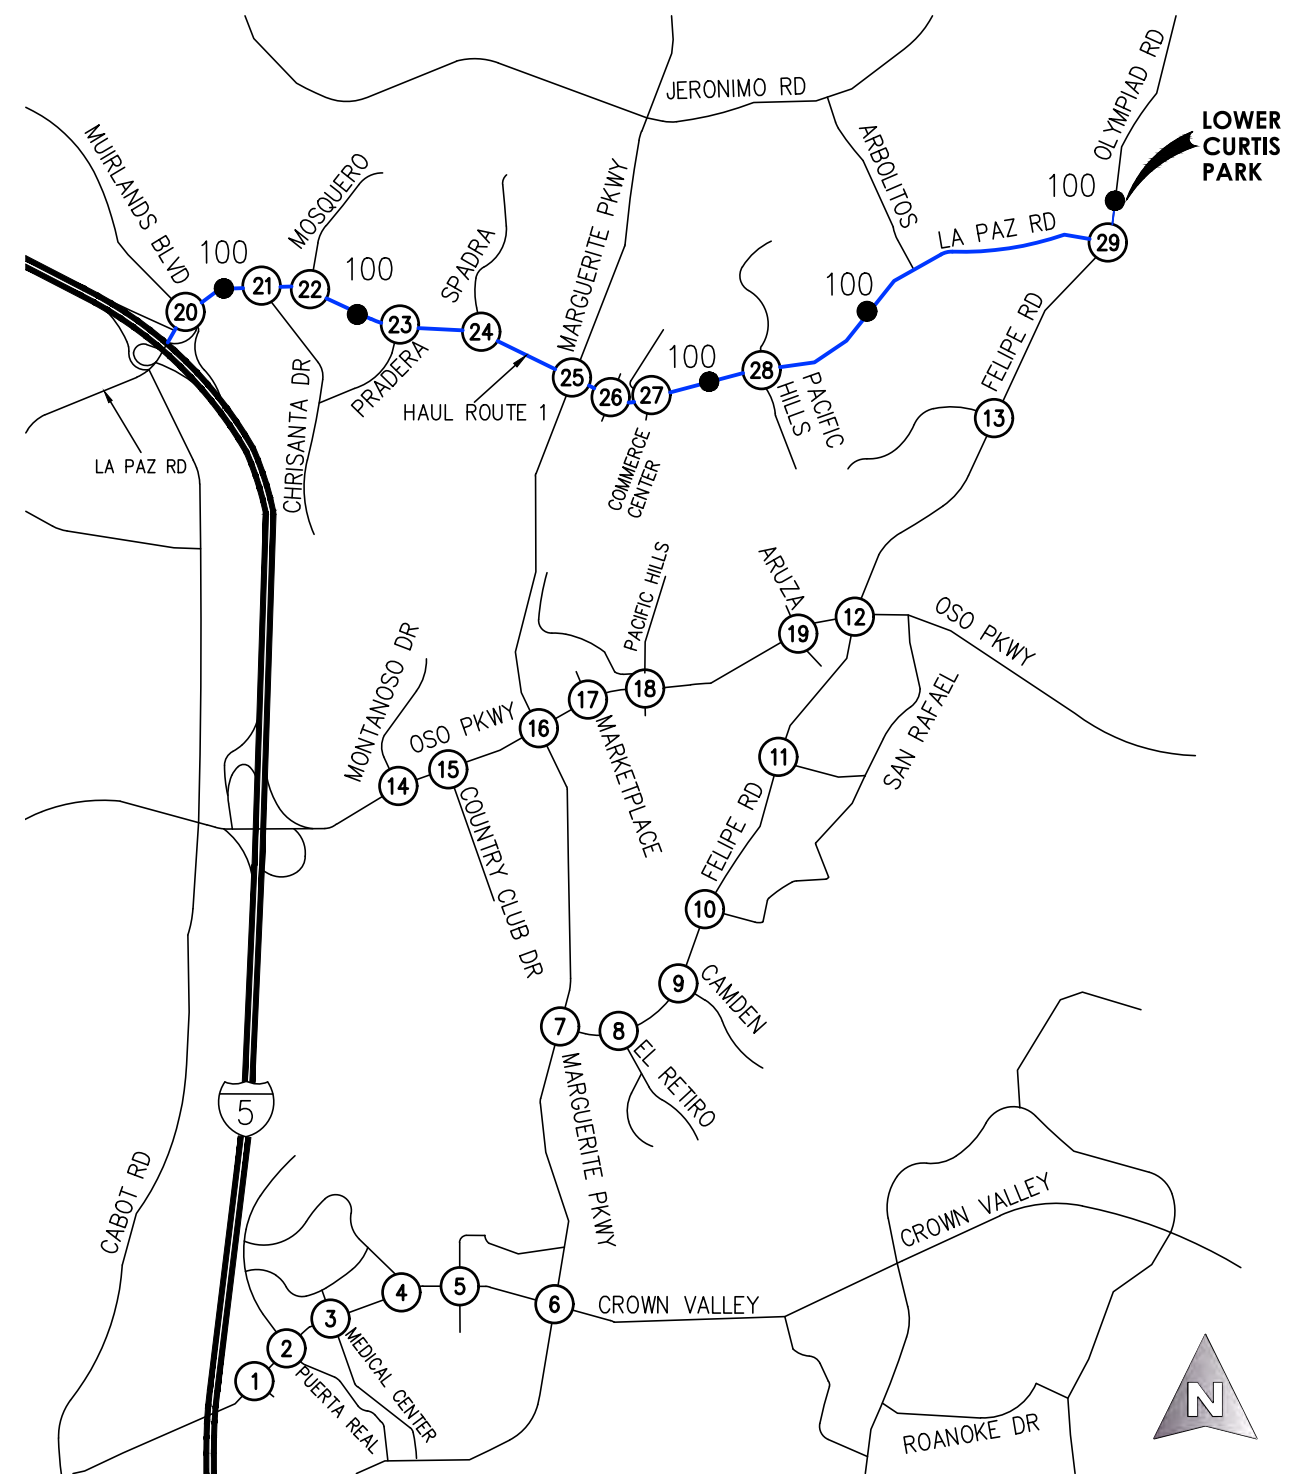 JERONIMO RD
OLYMPIAD RD
LOWER
CURTIS
PARK
MUIRLANDS BLVD
MOSQUERO
ARBOLITOS
MARGUERITE PKWY
SPADRA
100
100
100
100
100
LA PAZ RD
29
20
21
22
23
24
25
26
27
28
FELIPE RD
PRADERA
CHRISANTA DR
HAUL ROUTE 1
LA PAZ RD
PACIFIC
HILLS
COMMERCE
CENTER
13
ARUZA
PACIFIC HILLS
12
19
OSO PKWY
MONTANOSO DR
18
17
16
OSO PKWY
MARKETPLACE
SAN RAFAEL
11
15
14
COUNTRY CLUB DR
FELIPE RD
10
9
CAMDEN
7
8
EL RETIRO
MARGUERITE PKWY
5
CABOT RD
CROWN VALLEY
4
5
6
CROWN VALLEY
3
2
1
MEDICAL CENTER
PUERTA REAL
ROANOKE DR
N